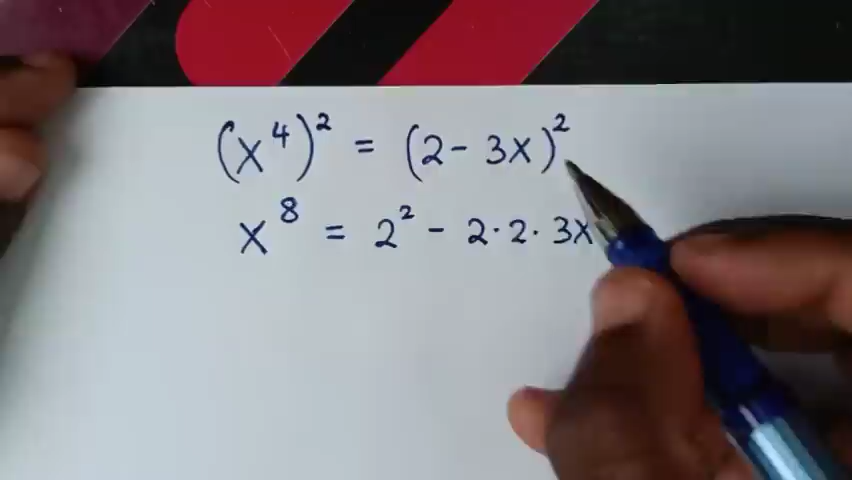 (x⁴)² = (2 - 3x)²
x⁸ = 2² - 2·2·3x